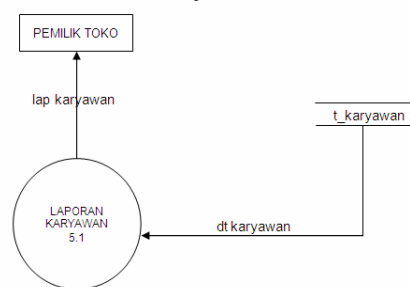 PEMILIK TOKO
lap karyawan
t_karyawan
LAPORAN
KARYAWAN
5.1
dt karyawan